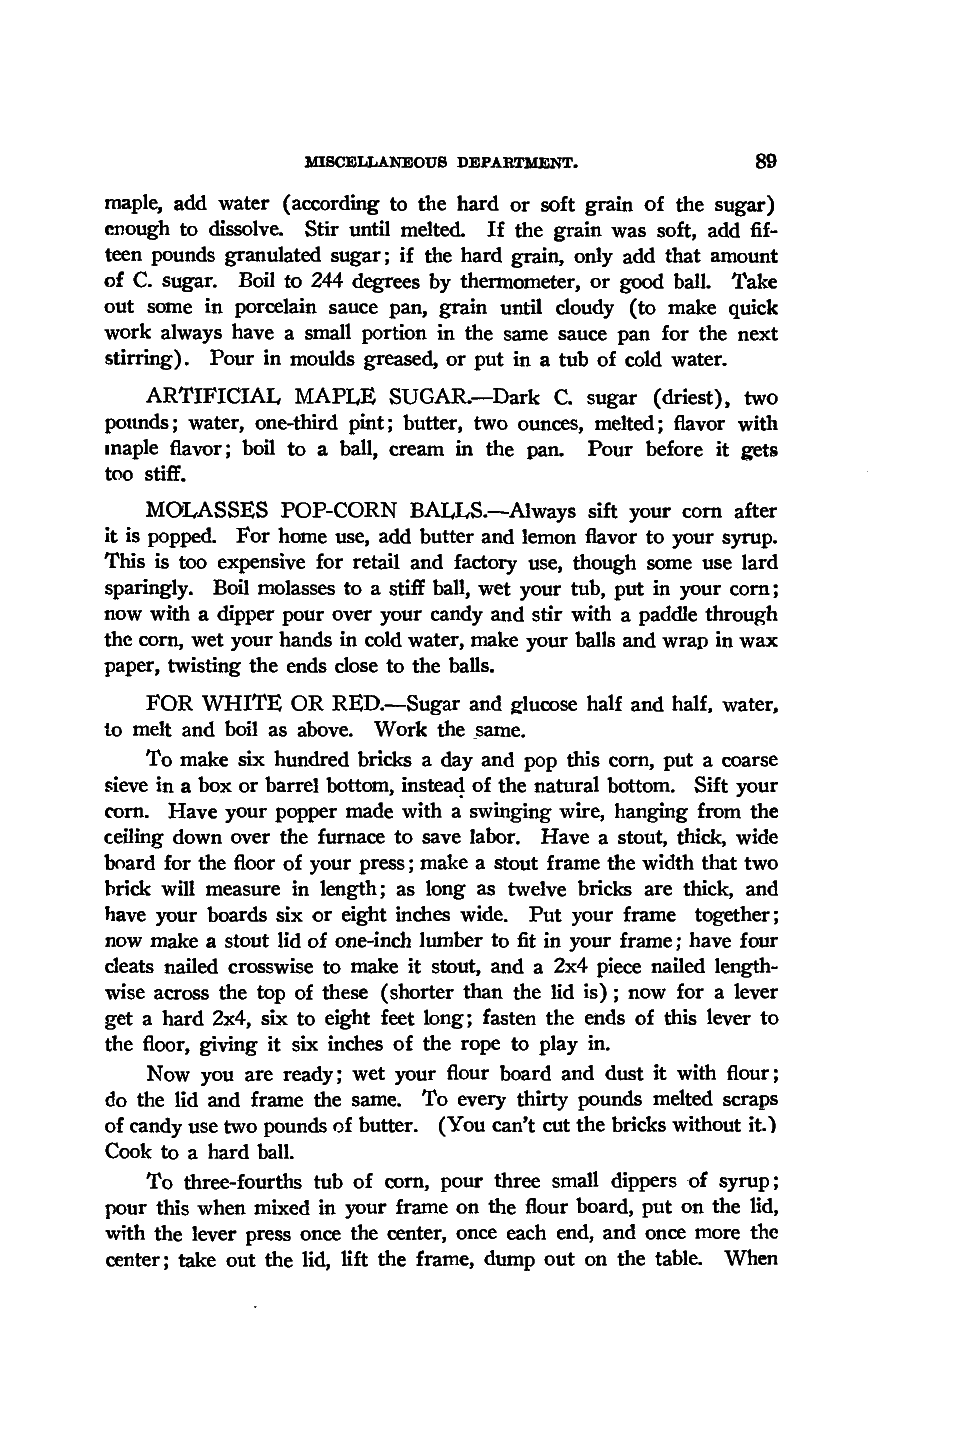 MISCELLANEOUS DEPARTMENT. 89
maple, add water (according to the hard or soft grain of the sugar)
enough to dissolve. Stir until melted. If the grain was soft, add fif-
teen pounds granulated sugar; if the hard grain, only add that amount
of C. sugar. Boil to 244 degrees by thermometer, or good ball. Take
out some in porcelain sauce pan, grain until cloudy (to make quick
work always have a small portion in the same sauce pan for the next
stirring). Pour in moulds greased, or put in a tub of cold water.
ARTIFICIAL MAPLE SUGAR.—Dark C. sugar (driest), two
pounds; water, one-third pint; butter, two ounces, melted; flavor with
maple flavor; boil to a ball, cream in the pan. Pour before it gets
too stiff.
MOLASSES POP-CORN BALLS.—Always sift your corn after
it is popped. For home use, add butter and lemon flavor to your syrup.
This is too expensive for retail and factory use, though some use lard
sparingly. Boil molasses to a stiff ball, wet your tub, put in your corn;
now with a dipper pour over your candy and stir with a paddle through
the corn, wet your hands in cold water, make your balls and wrap in wax
paper, twisting the ends close to the balls.
FOR WHITE OR RED.—Sugar and glucose half and half, water,
to melt and boil as above. Work the same.
To make six hundred bricks a day and pop this corn, put a coarse
sieve in a box or barrel bottom, instead of the natural bottom. Sift your
corn. Have your popper made with a swinging wire, hanging from the
ceiling down over the furnace to save labor. Have a stout, thick, wide
board for the floor of your press; make a stout frame the width that two
brick will measure in length; as long as twelve bricks are thick, and
have your boards six or eight inches wide. Put your frame together;
now make a stout lid of one-inch lumber to fit in your frame; have four
cleats nailed crosswise to make it stout, and a 2x4 piece nailed length-
wise across the top of these (shorter than the lid is); now for a lever
get a hard 2x4, six to eight feet long; fasten the ends of this lever to
the floor, giving it six inches of the rope to play in.
Now you are ready; wet your flour board and dust it with flour;
do the lid and frame the same. To every thirty pounds melted scraps
of candy use two pounds of butter. (You can't cut the bricks without it.)
Cook to a hard ball.
To three-fourths tub of corn, pour three small dippers of syrup;
pour this when mixed in your frame on the flour board, put on the lid,
with the lever press once the center, once each end, and once more the
center; take out the lid, lift the frame, dump out on the table. When